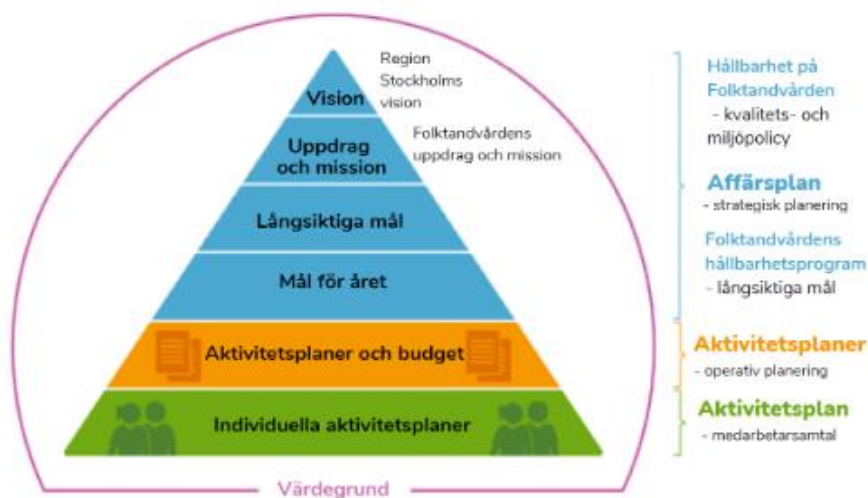 Region
Stockholms
vision
Vision
Folktandvårdens
uppdrag och mission
Uppdrag
och mission
Långsiktiga mål
Mål för året
Aktivitetsplaner och budget
Individuella aktivitetsplaner
Värdegrund
Hållbarhet på
Folktandvården
- kvalitets- och
miljöpolicy
Affärsplan
- strategisk planering
Folktandvårdens
hållbarhetsprogram
- långsiktiga mål
Aktivitetsplaner
- operativ planering
Aktivitetsplan
- medarbetarsamtal